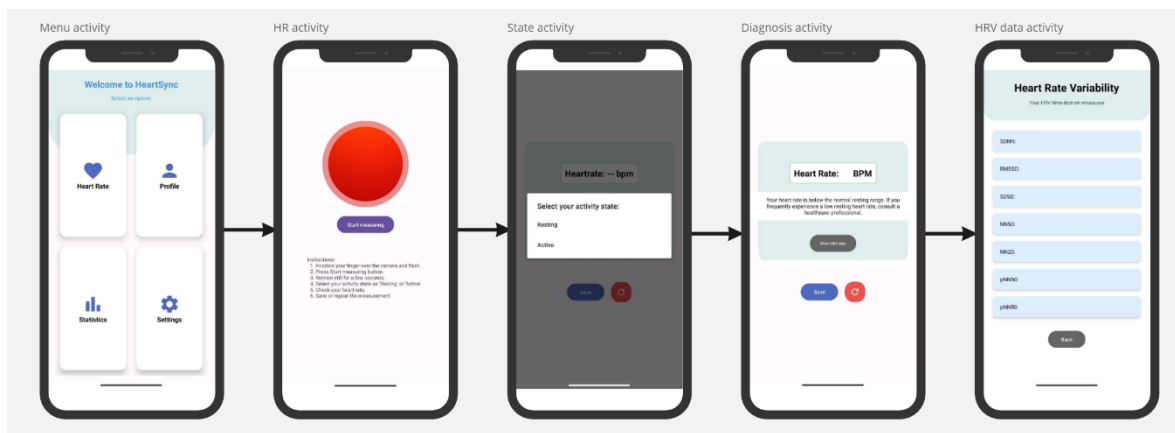 Menu activity
HR activity
State activity
Diagnosis activity
HRV data activity
Welcome to HeartSync
Select an option
Heart Rate
Profile
Statistics
Settings
Start measuring
Instructions:
1. Position your finger over the camera and flash.
2. Press Start measuring button.
3. Remain still for a few seconds.
4. Select your activity state as 'Resting' or 'Active'.
5. Check your heart rate.
6. Save or repeat the measurement.
Heartrate: -- bpm
Select your activity state:
Resting
Active
Save
Heart Rate: BPM
Your heart rate is below the normal resting range. If you
frequently experience a low resting heart rate, consult a
healthcare professional.
Show HRV data
Save
Heart Rate Variability
Your HRV time-domain measures
SDNN:
RMSSD:
SDSD:
NN50:
NN20:
pNN50:
Back